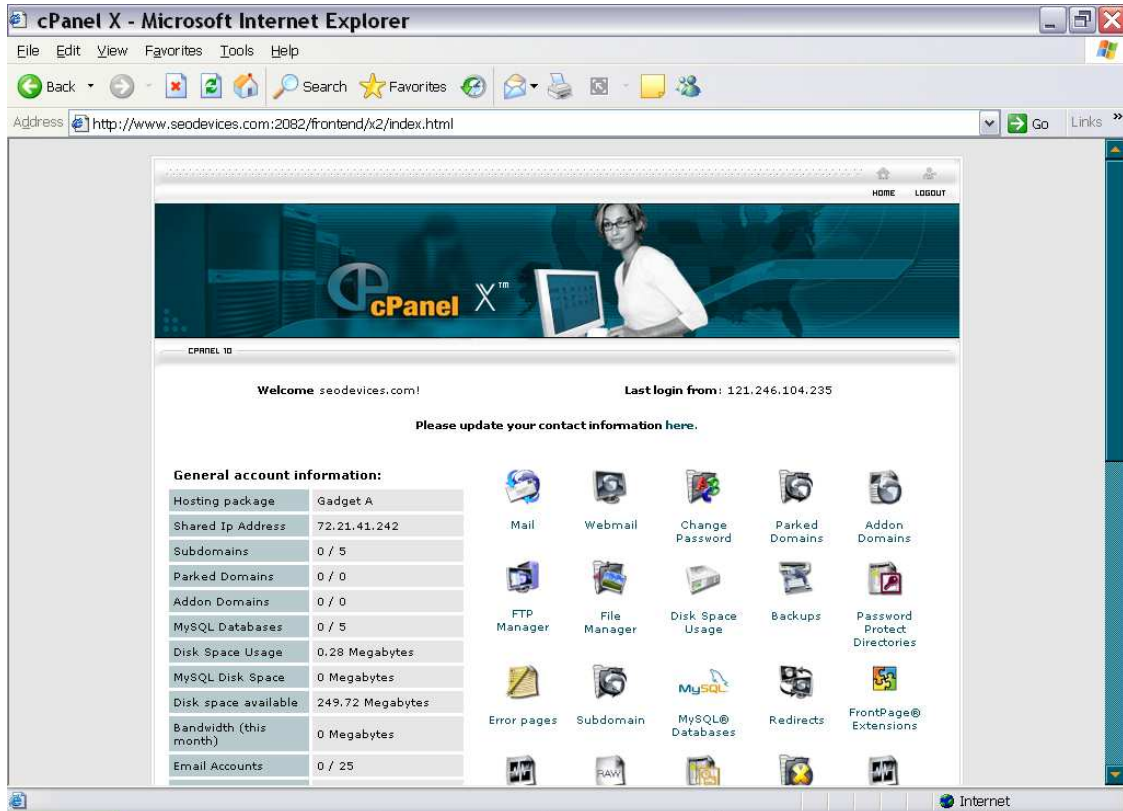 cPanel X - Microsoft Internet Explorer
File Edit View Favorites Tools Help
Back Search Favorites
Address http://www.seodevices.com:2082/frontend/x2/index.html Go Links »
HOME LOGOUT
cPanel X™
CPANEL 10
Welcome seodevices.com! Last login from: 121.246.104.235
Please update your contact information here.
General account information:
Hosting package Gadget A
Shared Ip Address 72.21.41.242
Subdomains 0 / 5
Parked Domains 0 / 0
Addon Domains 0 / 0
MySQL Databases 0 / 5
Disk Space Usage 0.28 Megabytes
MySQL Disk Space 0 Megabytes
Disk space available 249.72 Megabytes
Bandwidth (this
month) 0 Megabytes
Email Accounts 0 / 25
Mail Webmail Change
Password Parked
Domains Addon
Domains
FTP
Manager File
Manager Disk Space
Usage Backups Password
Protect
Directories
MySQL
Error pages Subdomain MySQL®
Databases Redirects FrontPage®
Extensions
RAW
Internet